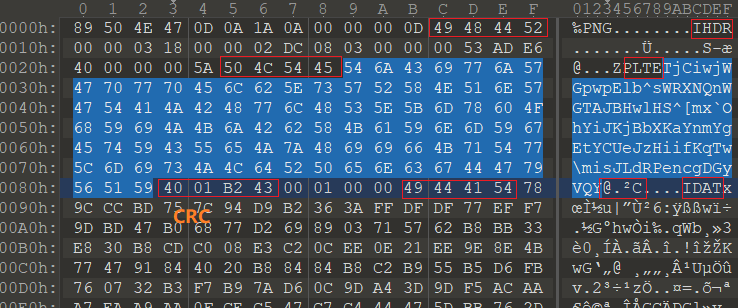 0 1 2 3 4 5 6 7 8 9 A B C D E F 0123456789ABCDEF
0000h: 89 50 4E 47 0D 0A 1A 0A 00 00 00 0D 49 48 44 52 ‰PNG........IHDR
0010h: 00 00 03 18 00 00 02 DC 08 03 00 00 00 53 AD E6 .......Ü.....S-æ
0020h: 40 00 00 00 5A 50 4C 54 45 54 6A 43 69 77 6A 57 @...ZPLTETjCiwjW
0030h: 47 70 77 70 45 6C 62 5E 73 57 52 58 4E 51 6E 57 GpwpElb^sWRXNQnW
0040h: 47 54 41 4A 42 48 77 6C 48 53 5E 5B 6D 78 60 4F GTAJBHwlHS^[mx`O
0050h: 68 59 69 4A 4B 6A 42 62 58 4B 61 59 6E 6D 59 67 hYiJKjBbXKaYnmYg
0060h: 45 74 59 43 55 65 4A 7A 48 69 69 66 4B 71 54 77 EtYCUeJzHiifKqTw
0070h: 5C 6D 69 73 4A 4C 64 52 50 65 6E 63 67 44 47 79 \misJLdRPencgDGy
0080h: 56 51 59 40 01 B2 43 00 01 00 00 49 44 41 54 78 VQY@.²C....IDATx
0090h: 9C CC BD 75 7C 94 D9 B2 36 3A FF DF DF 77 EF F7 œÌ½u|”Ù²6:ÿßßwï÷
CRC
00A0h: 9D BD 47 B0 68 77 D2 69 89 03 71 57 62 B8 BB 33 .½G°hwÒi‰.qWb¸»3
00B0h: E8 30 B8 CD C0 08 E3 C2 0C EE 0E 21 EE 9E 8E 4B è0¸ÍÀ.ãÂ.î.!îžŽK
00C0h: 77 47 91 84 40 20 B8 84 84 B8 C2 B9 55 B5 D6 FB wG‘„@ ¸„„¸Â¹UµÖû
00D0h: 76 07 32 B3 F7 B9 7A D6 0C 9D A4 3D 9D F5 AC AA v.2³÷¹zÖ..¤=.õ¬ª